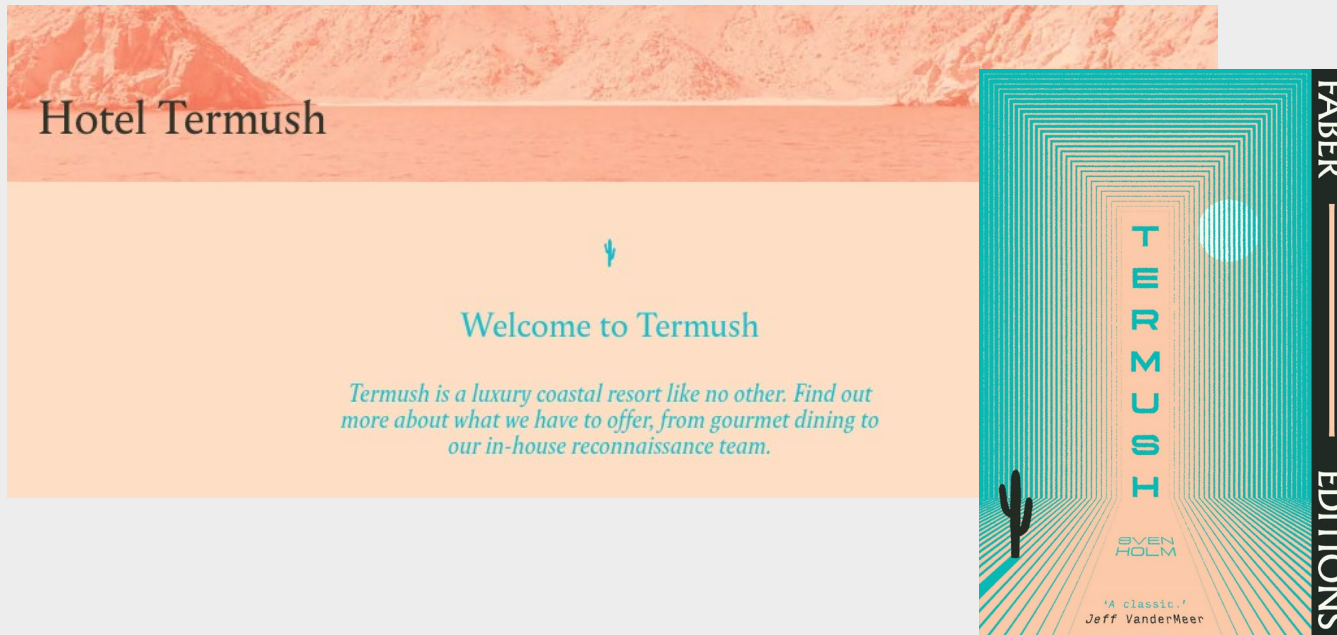 Hotel Termush
Welcome to Termush
Termush is a luxury coastal resort like no other. Find out
more about what we have to offer, from gourmet dining to
our in-house reconnaissance team.
TERMUSH
SVEN
HOLM
'A classic.'
Jeff VanderMeer
FABER
EDITIONS